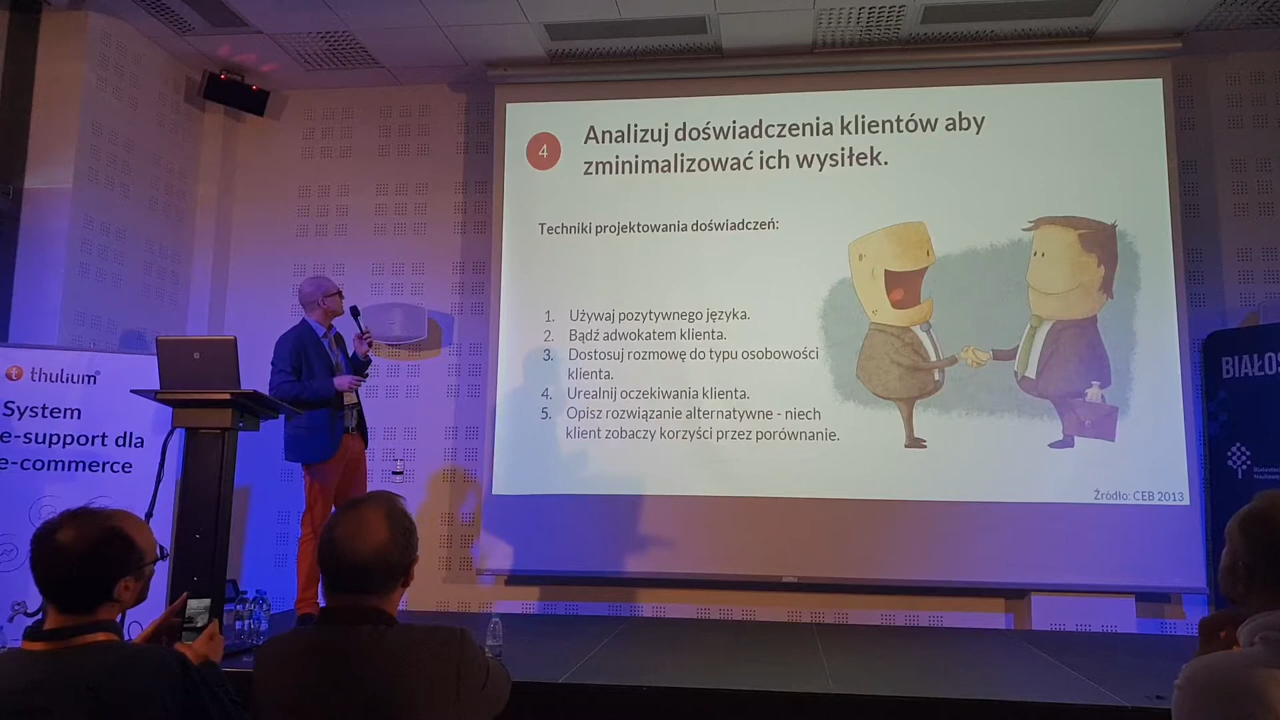 4
Analizuj doświadczenia klientów aby
zminimalizować ich wysiłek.
Techniki projektowania doświadczeń:
1. Używaj pozytywnego języka.
2. Bądź adwokatem klienta.
3. Dostosuj rozmowę do typu osobowości
klienta.
4. Urealnij oczekiwania klienta.
5. Opisz rozwiązanie alternatywne - niech
klient zobaczy korzyści przez porównanie.
Źródło: CEB 2013
t thulium
System
e-support dla
e-commerce
BIAŁOS